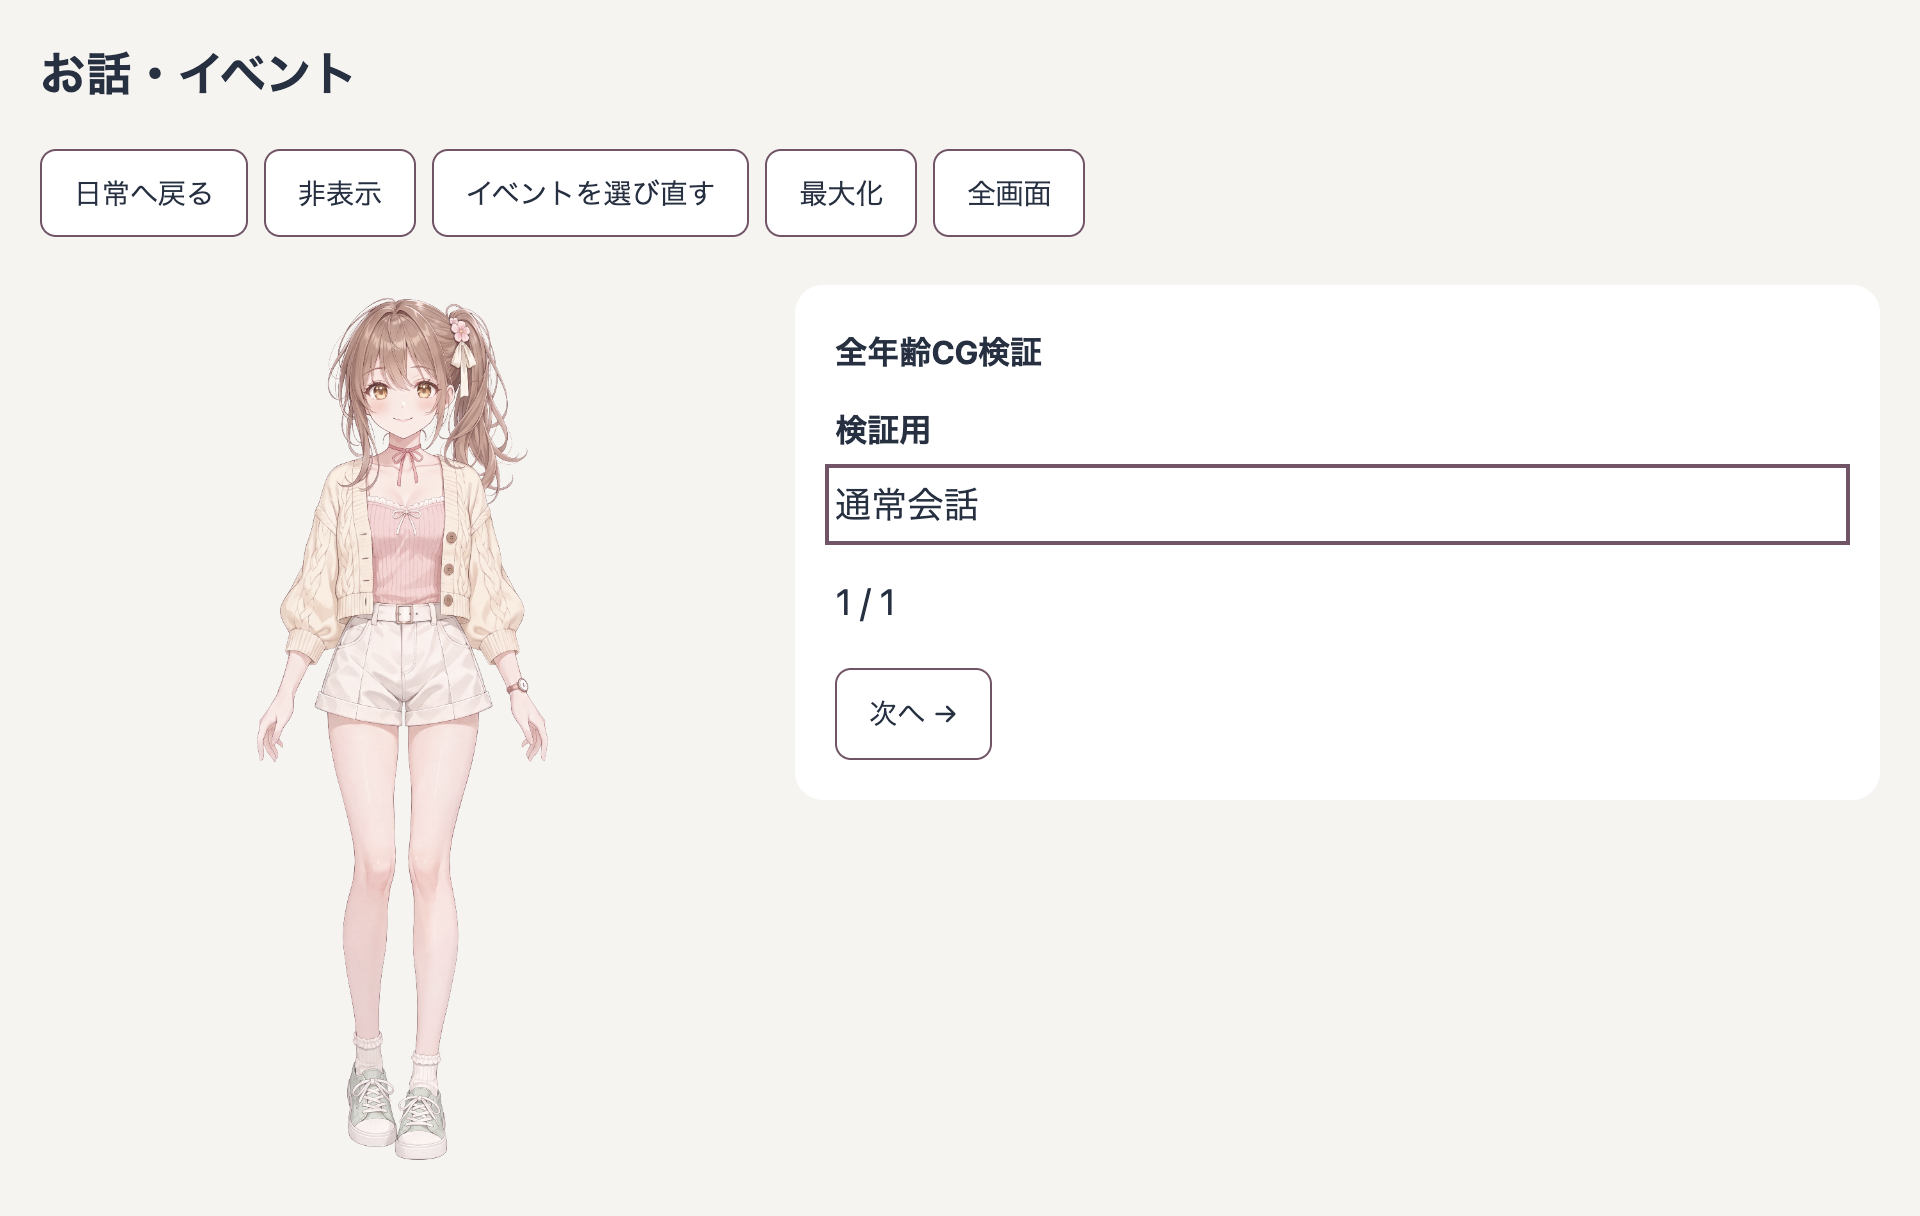 お話・イベント
日常へ戻る
非表示
イベントを選び直す
最大化
全画面
全年齢CG検証
検証用
通常会話
1 / 1
次へ →